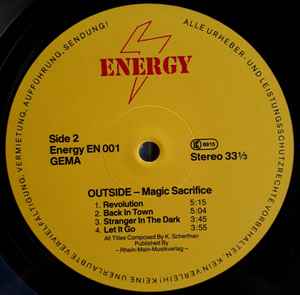 ALLE URHEBER- UND LEISTUNGSSCHUTZRECHTE VORBEHALTEN. KEIN VERLEIH! KEINE UNERLAUBTE VERVIELFÄLTIGUNG, VERMIETUNG, AUFFÜHRUNG, SENDUNG!
ENERGY
Side 2
Energy EN 001
GEMA
LC
8915
Stereo 33⅓
OUTSIDE – Magic Sacrifice
1. Revolution 5:15
2. Back In Town 5:04
3. Stranger In The Dark 3:45
4. Let It Go 3:55
All Titles Composed By K.
Published By
– Rhein-Main-Musikverlag –